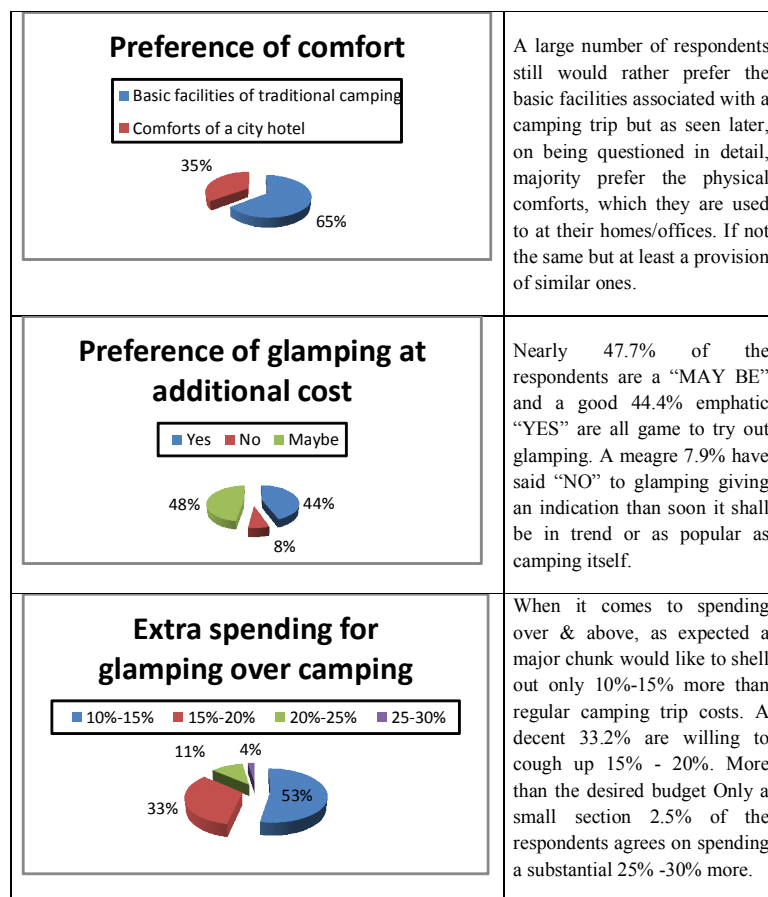 Preference of comfort
Basic facilities of traditional camping
Comforts of a city hotel
35%
65%
A large number of respondents
still would rather prefer the
basic facilities associated with a
camping trip but as seen later,
on being questioned in detail,
majority prefer the physical
comforts, which they are used
to at their homes/offices. If not
the same but at least a provision
of similar ones.
Preference of glamping at
additional cost
Yes No Maybe
48%
44%
8%
Nearly 47.7% of the
respondents are a “MAY BE”
and a good 44.4% emphatic
“YES” are all game to try out
glamping. A meagre 7.9% have
said “NO” to glamping giving
an indication than soon it shall
be in trend or as popular as
camping itself.
Extra spending for
glamping over camping
10%-15% 15%-20% 20%-25% 25-30%
11%
4%
33%
53%
When it comes to spending
over & above, as expected a
major chunk would like to shell
out only 10%-15% more than
regular camping trip costs. A
decent 33.2% are willing to
cough up 15% - 20%. More
than the desired budget Only a
small section 2.5% of the
respondents agrees on spending
a substantial 25% -30% more.